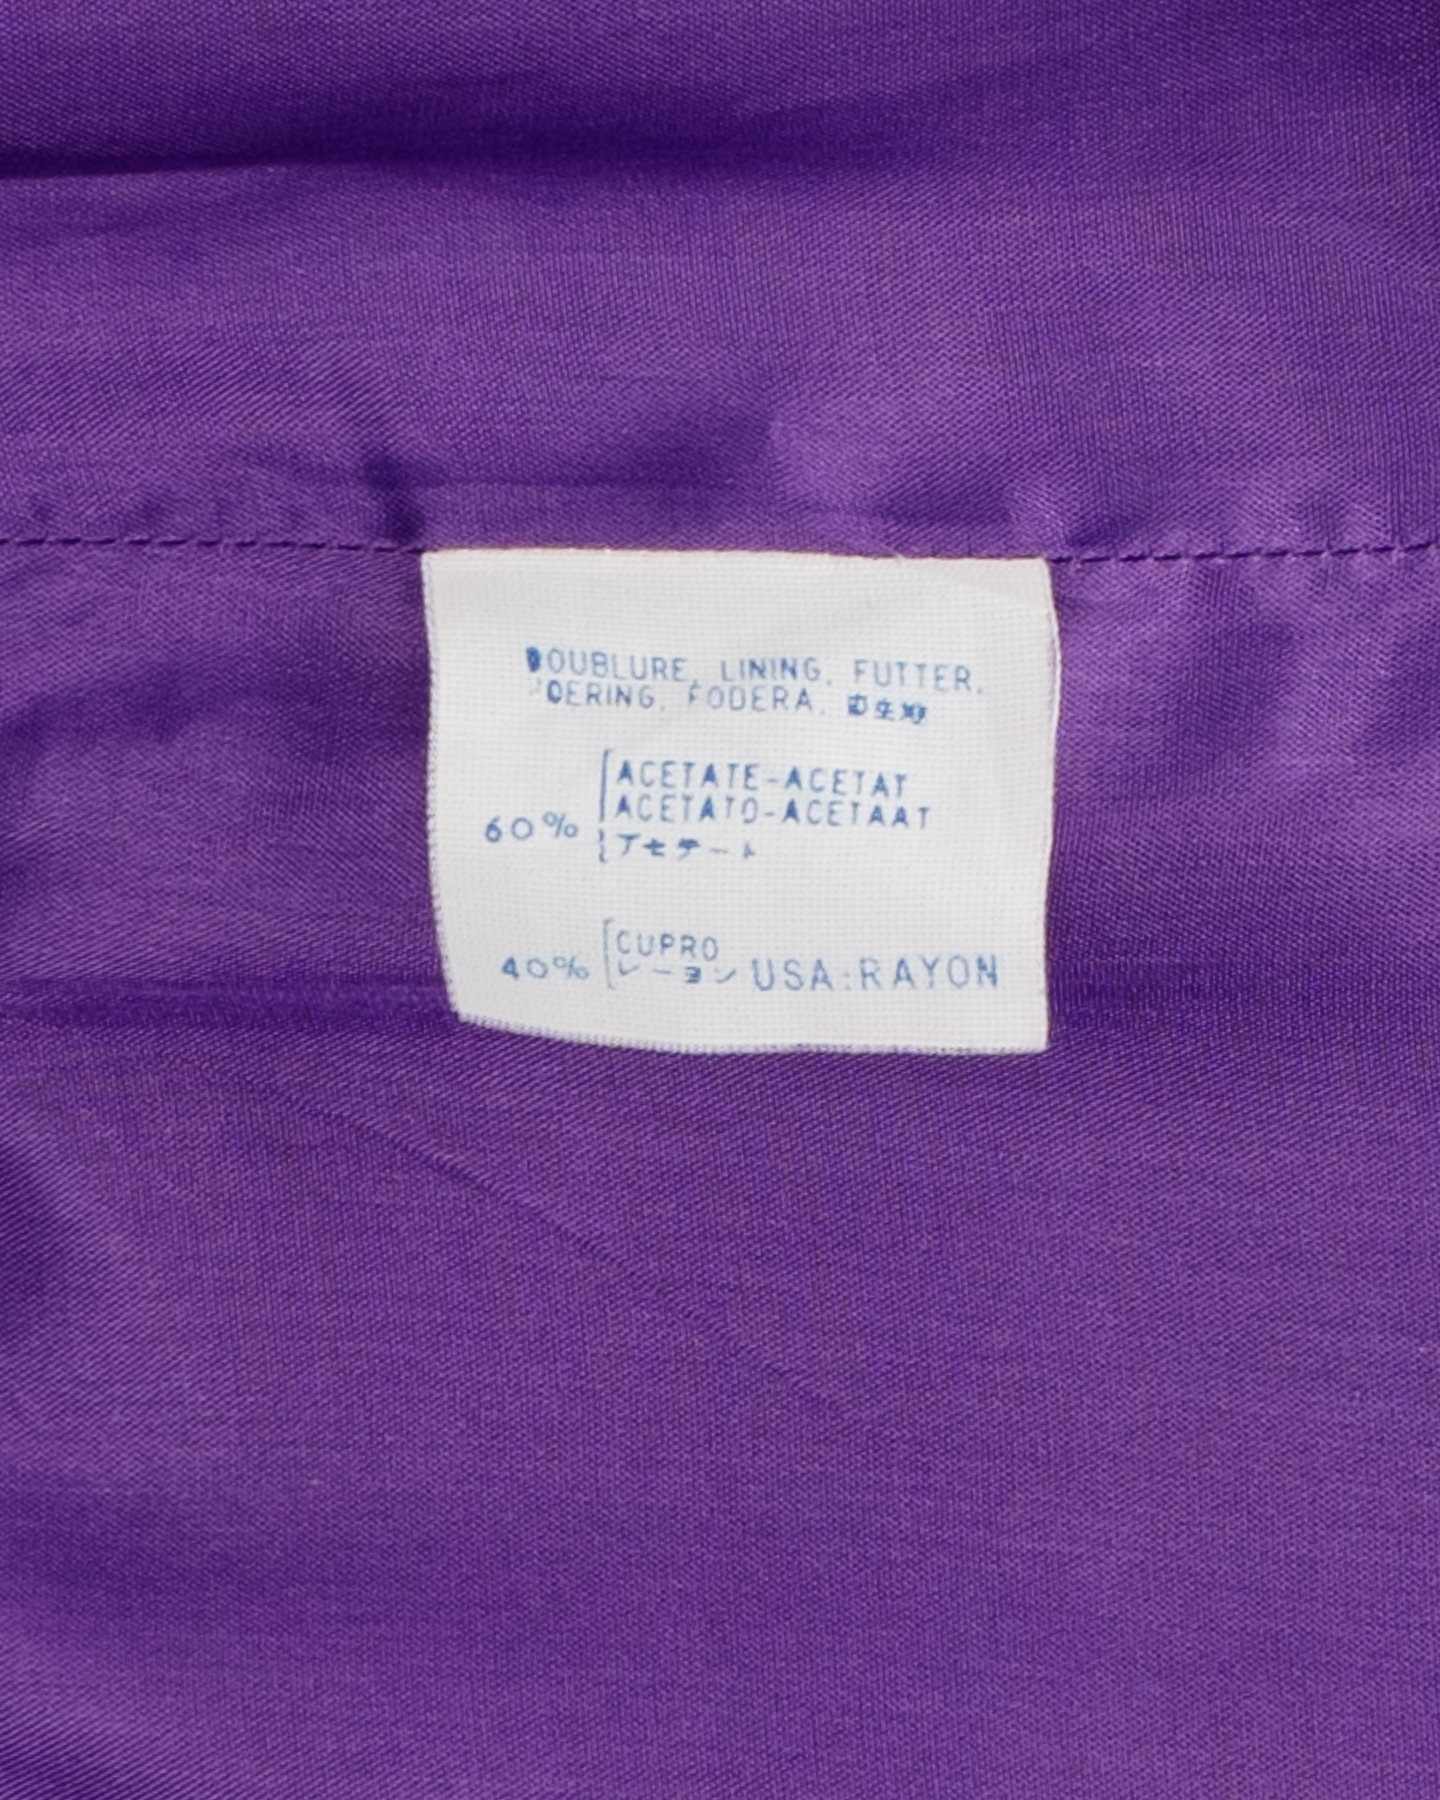 DOUBLURE, LINING, FUTTER,
FODERA,
ACETATE-ACETAT
ACETATO-ACETAAT
60%
アセテート
CUPRO
40% レーヨン USA:RAYON